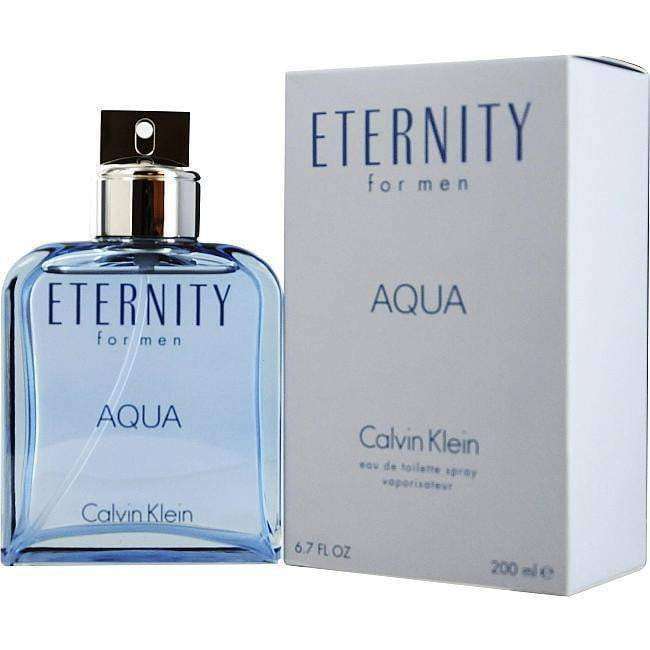 ETERNITY
for men
AQUA
Calvin Klein
ETERNITY
for men
AQUA
Calvin Klein
eau de toilette spray
vaporisateur
6.7 FL OZ
200 ml ℮